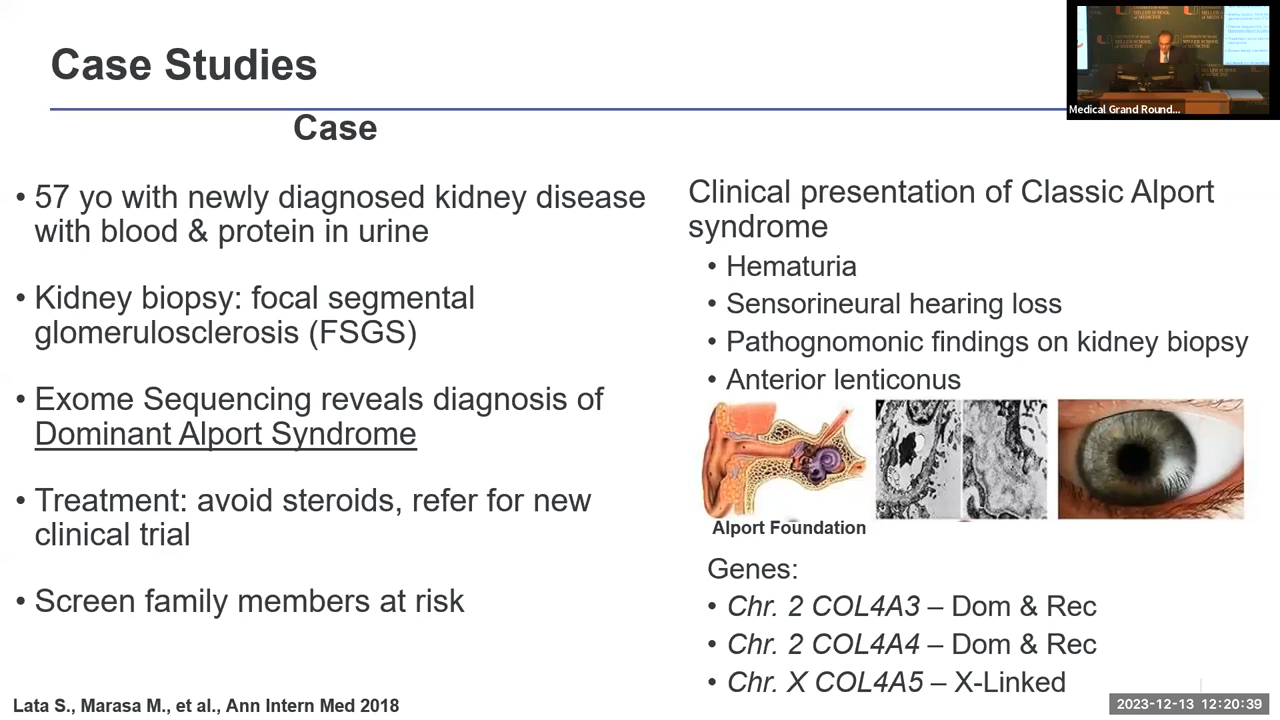 Case Studies
Medical Grand Round...
Case
• 57 yo with newly diagnosed kidney disease
with blood & protein in urine
• Kidney biopsy: focal segmental
glomerulosclerosis (FSGS)
• Exome Sequencing reveals diagnosis of
Dominant Alport Syndrome
• Treatment: avoid steroids, refer for new
clinical trial
• Screen family members at risk
Lata S., Marasa M., et al., Ann Intern Med 2018
Clinical presentation of Classic Alport
syndrome
• Hematuria
• Sensorineural hearing loss
• Pathognomonic findings on kidney biopsy
• Anterior lenticonus
Alport Foundation
Genes:
• Chr. 2 COL4A3 – Dom & Rec
• Chr. 2 COL4A4 – Dom & Rec
• Chr. X COL4A5 – X-Linked
2023-12-13 12:20:39